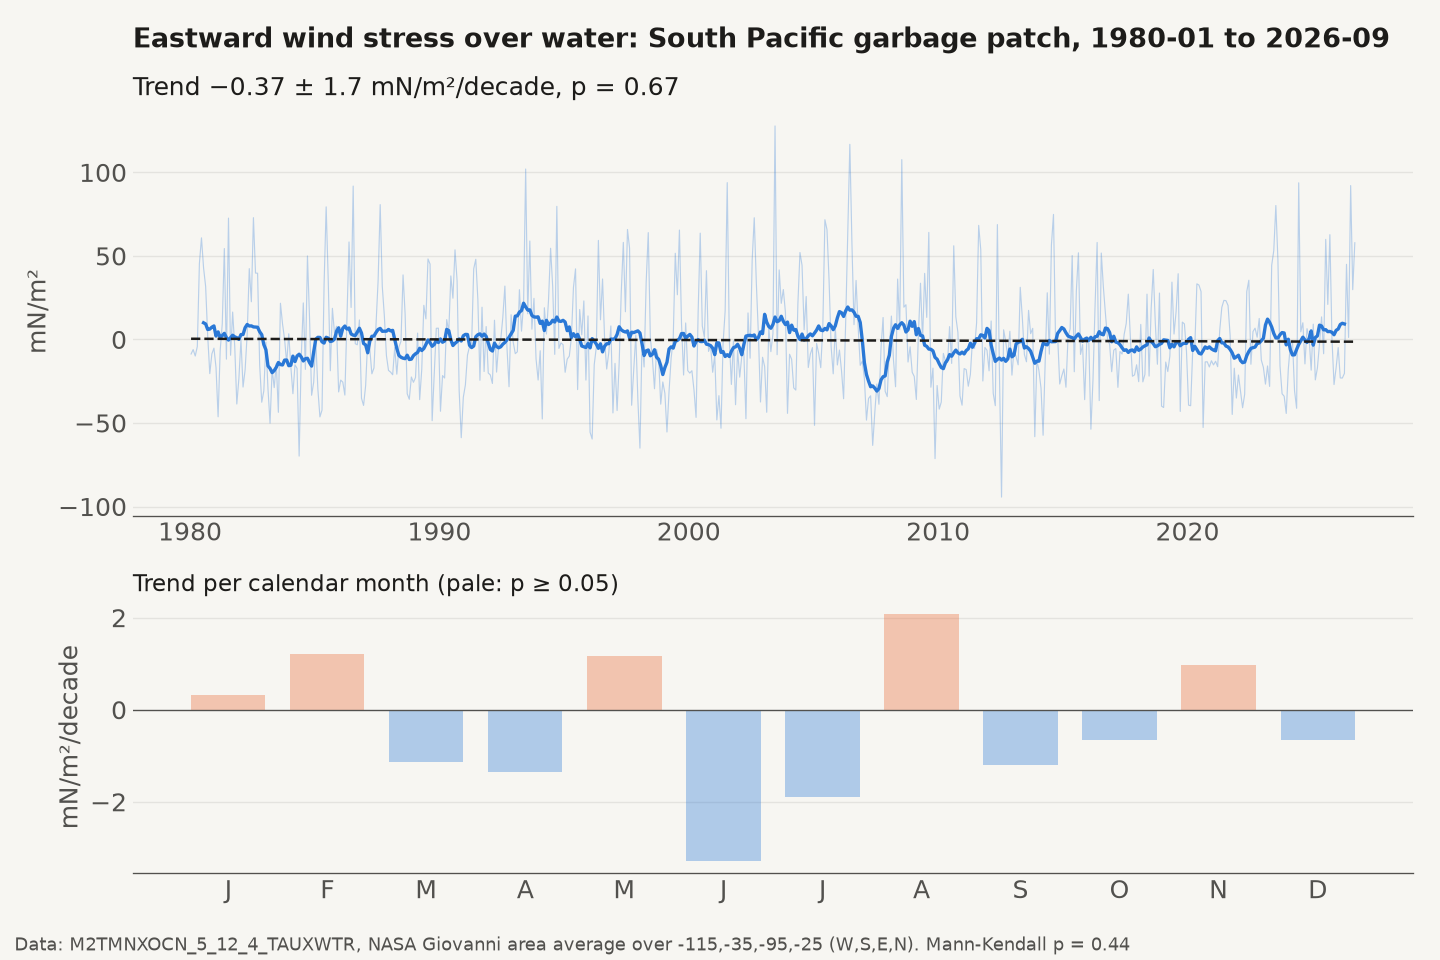 Eastward wind stress over water: South Pacific garbage patch, 1980-01 to 2026-09
Trend −0.37 ± 1.7 mN/m²/decade, p = 0.67
mN/m²
100
50
0
−50
−100
1980 1990 2000 2010 2020
Trend per calendar month (pale: p ≥ 0.05)
mN/m²/decade
2
0
−2
J F M A M J J A S O N D
Data: M2TMNXOCN_5_12_4_TAUXWTR, NASA Giovanni area average over -115,-35,-95,-25 (W,S,E,N). Mann-Kendall p = 0.44